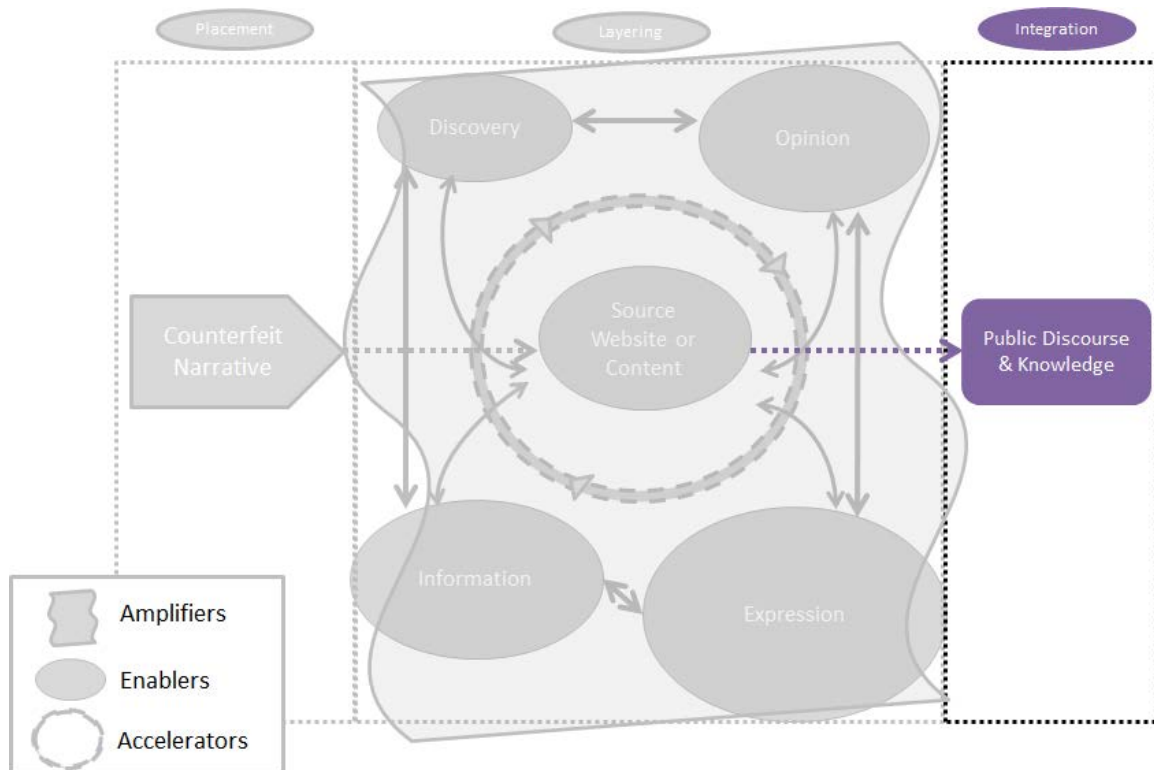 Placement
Layering
Integration
Discovery
Opinion
Counterfeit
Narrative
Source
Website or
Content
Public Discourse
& Knowledge
Information
Expression
Amplifiers
Enablers
Accelerators